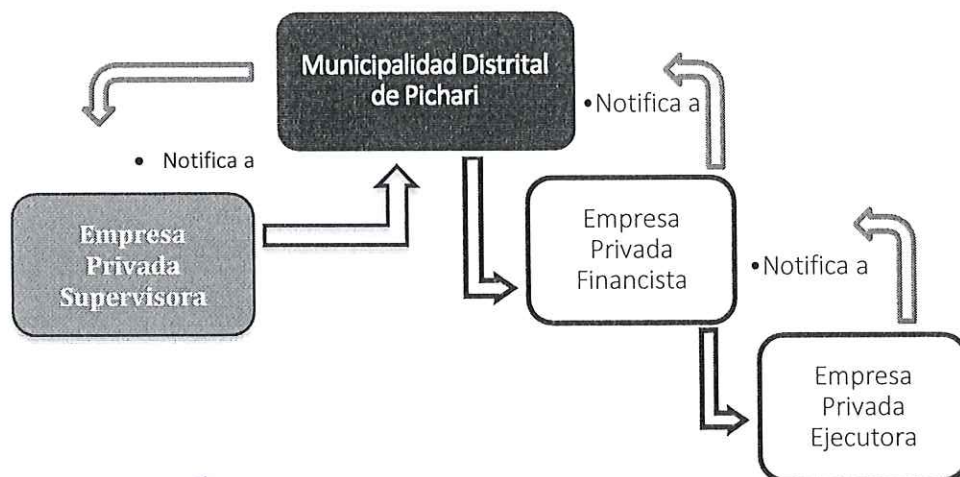 Municipalidad Distrital
de Pichari
•Notifica a
• Notifica a
Empresa
Privada
Supervisora
Empresa
Privada
Financista
•Notifica a
Empresa
Privada
Ejecutora